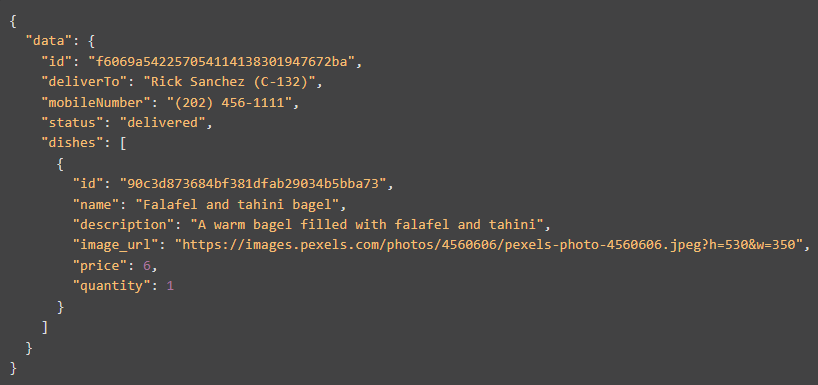 {
  "data": {
    "id": "f6069a542257054114138301947672ba",
    "deliverTo": "Rick Sanchez (C-132)",
    "mobileNumber": "(202) 456-1111",
    "status": "delivered",
    "dishes": [
      {
        "id": "90c3d873684bf381dfab29034b5bba73",
        "name": "Falafel and tahini bagel",
        "description": "A warm bagel filled with falafel and tahini",
        "image_url": "https://images.pexels.com/photos/4560606/pexels-photo-4560606.jpeg?h=530&w=350",
        "price": 6,
        "quantity": 1
      }
    ]
  }
}